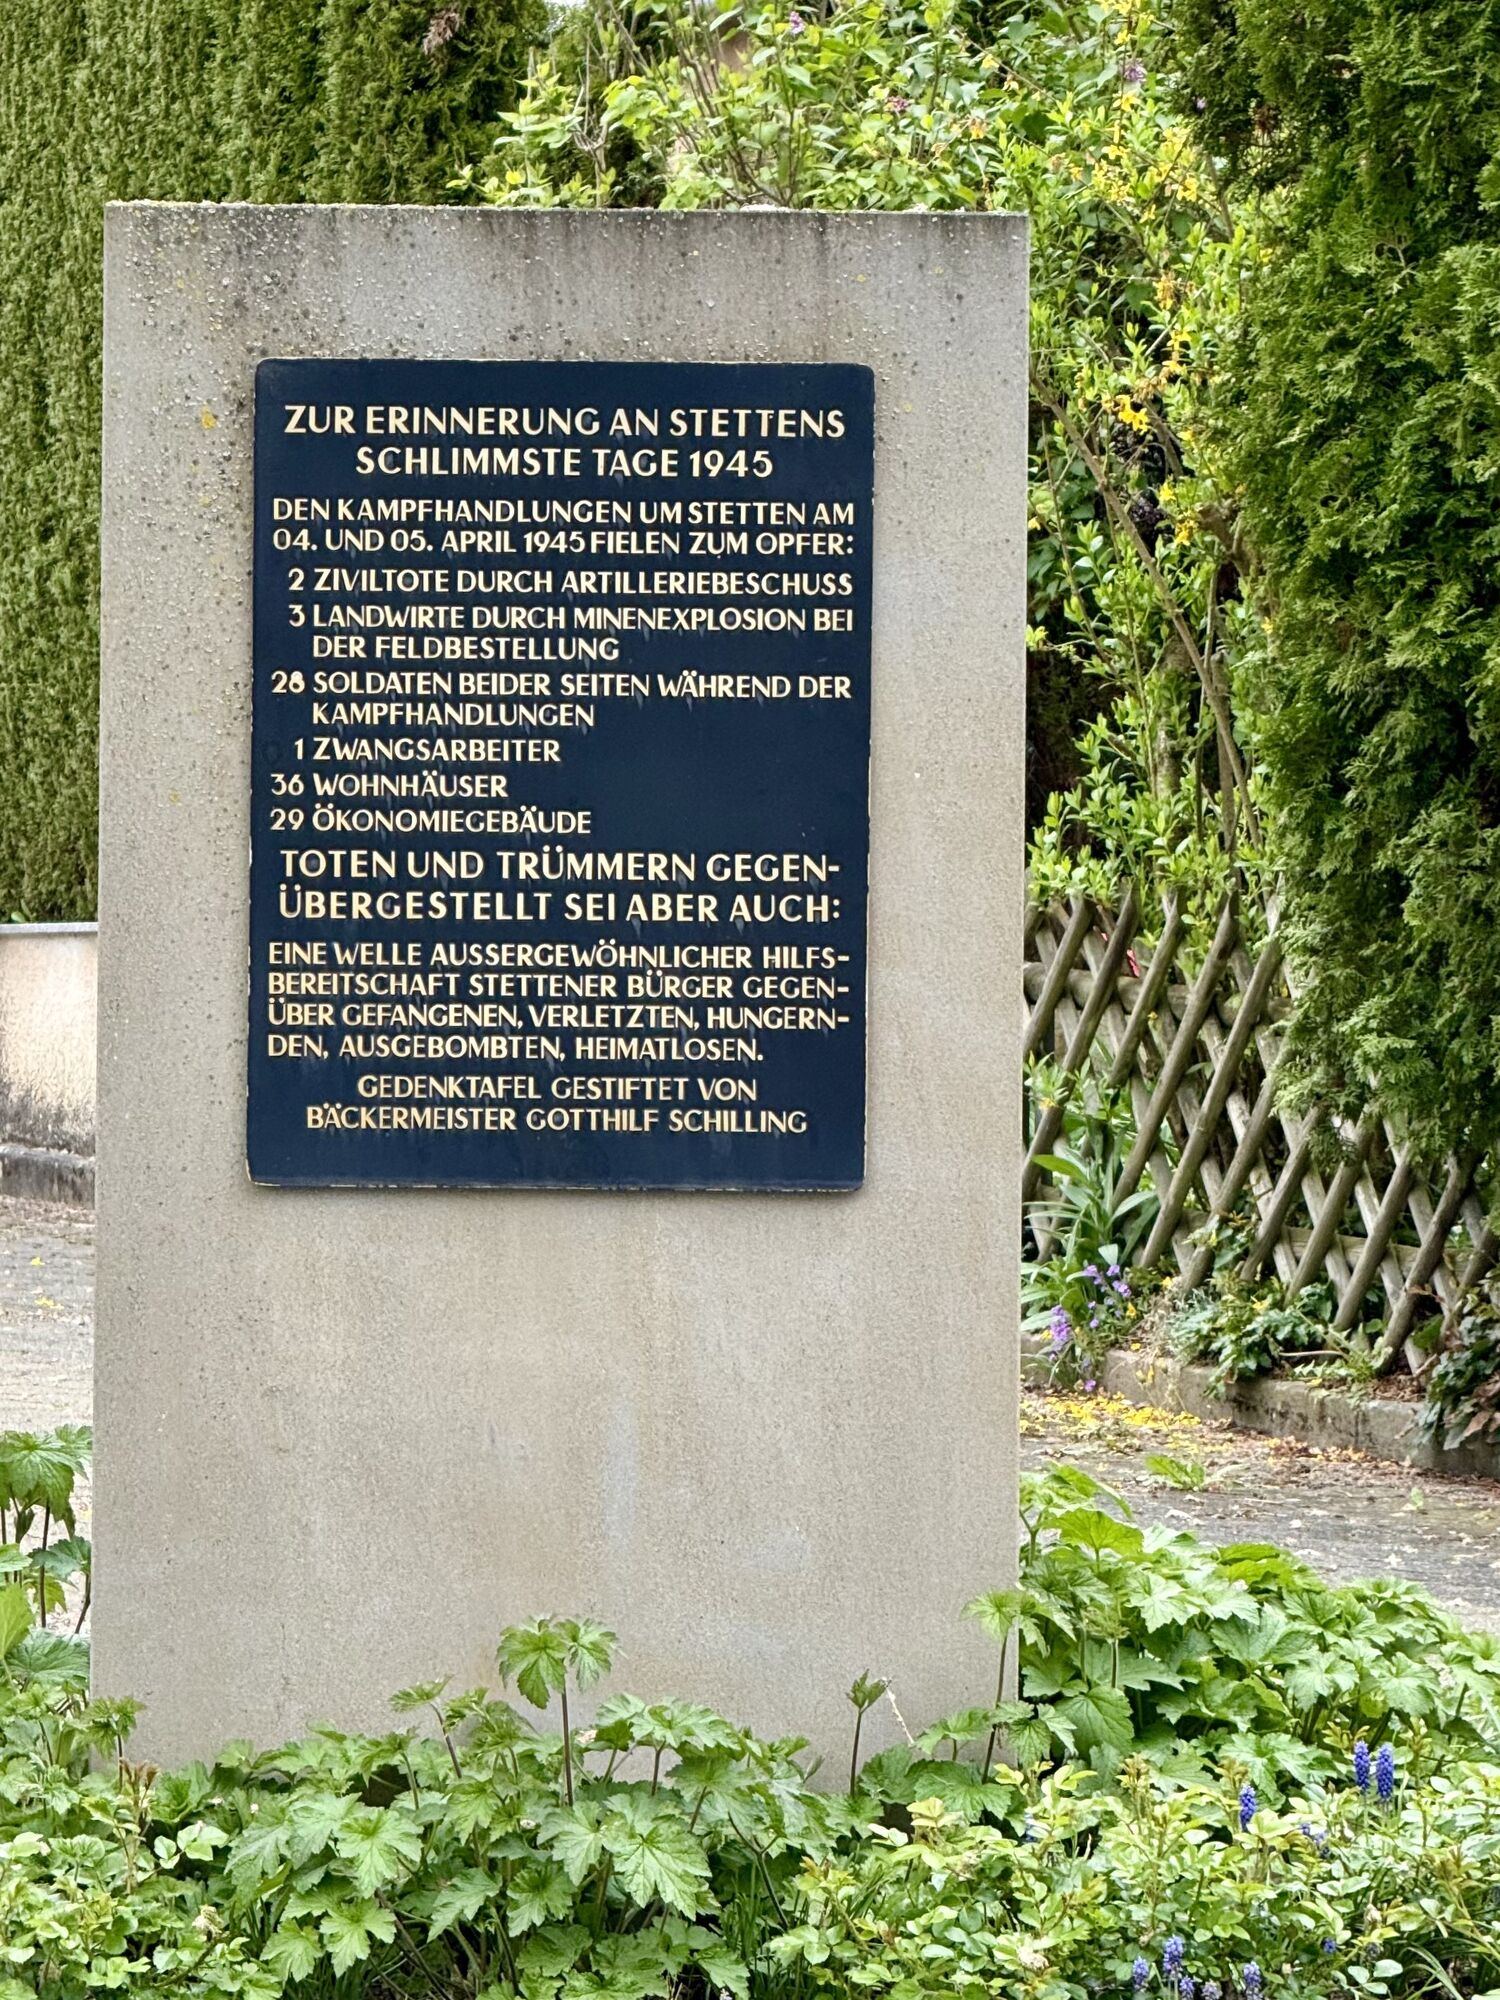 ZUR ERINNERUNG AN STETTENS
SCHLIMMSTE TAGE 1945
DEN KAMPFHANDLUNGEN UM STETTEN AM
04. UND 05. APRIL 1945 FIELEN ZUM OPFER:
2 ZIVILTOTE DURCH ARTILLERIEBESCHUSS
3 LANDWIRTE DURCH MINENEXPLOSION BEI
DER FELDBESTELLUNG
28 SOLDATEN BEIDER SEITEN WÄHREND DER
KAMPFHANDLUNGEN
1 ZWANGSARBEITER
36 WOHNHÄUSER
29 ÖKONOMIEGEBÄUDE
TOTEN UND TRÜMMERN GEGEN-
ÜBERGESTELLT SEI ABER AUCH:
EINE WELLE AUSSERGEWÖHNLICHER HILFS-
BEREITSCHAFT STETTENER BÜRGER GEGEN-
ÜBER GEFANGENEN, VERLETZTEN, HUNGERN-
DEN, AUSGEBOMBTEN, HEIMATLOSEN.
GEDENKTAFEL GESTIFTET VON
BÄCKERMEISTER GOTTHILF SCHILLING